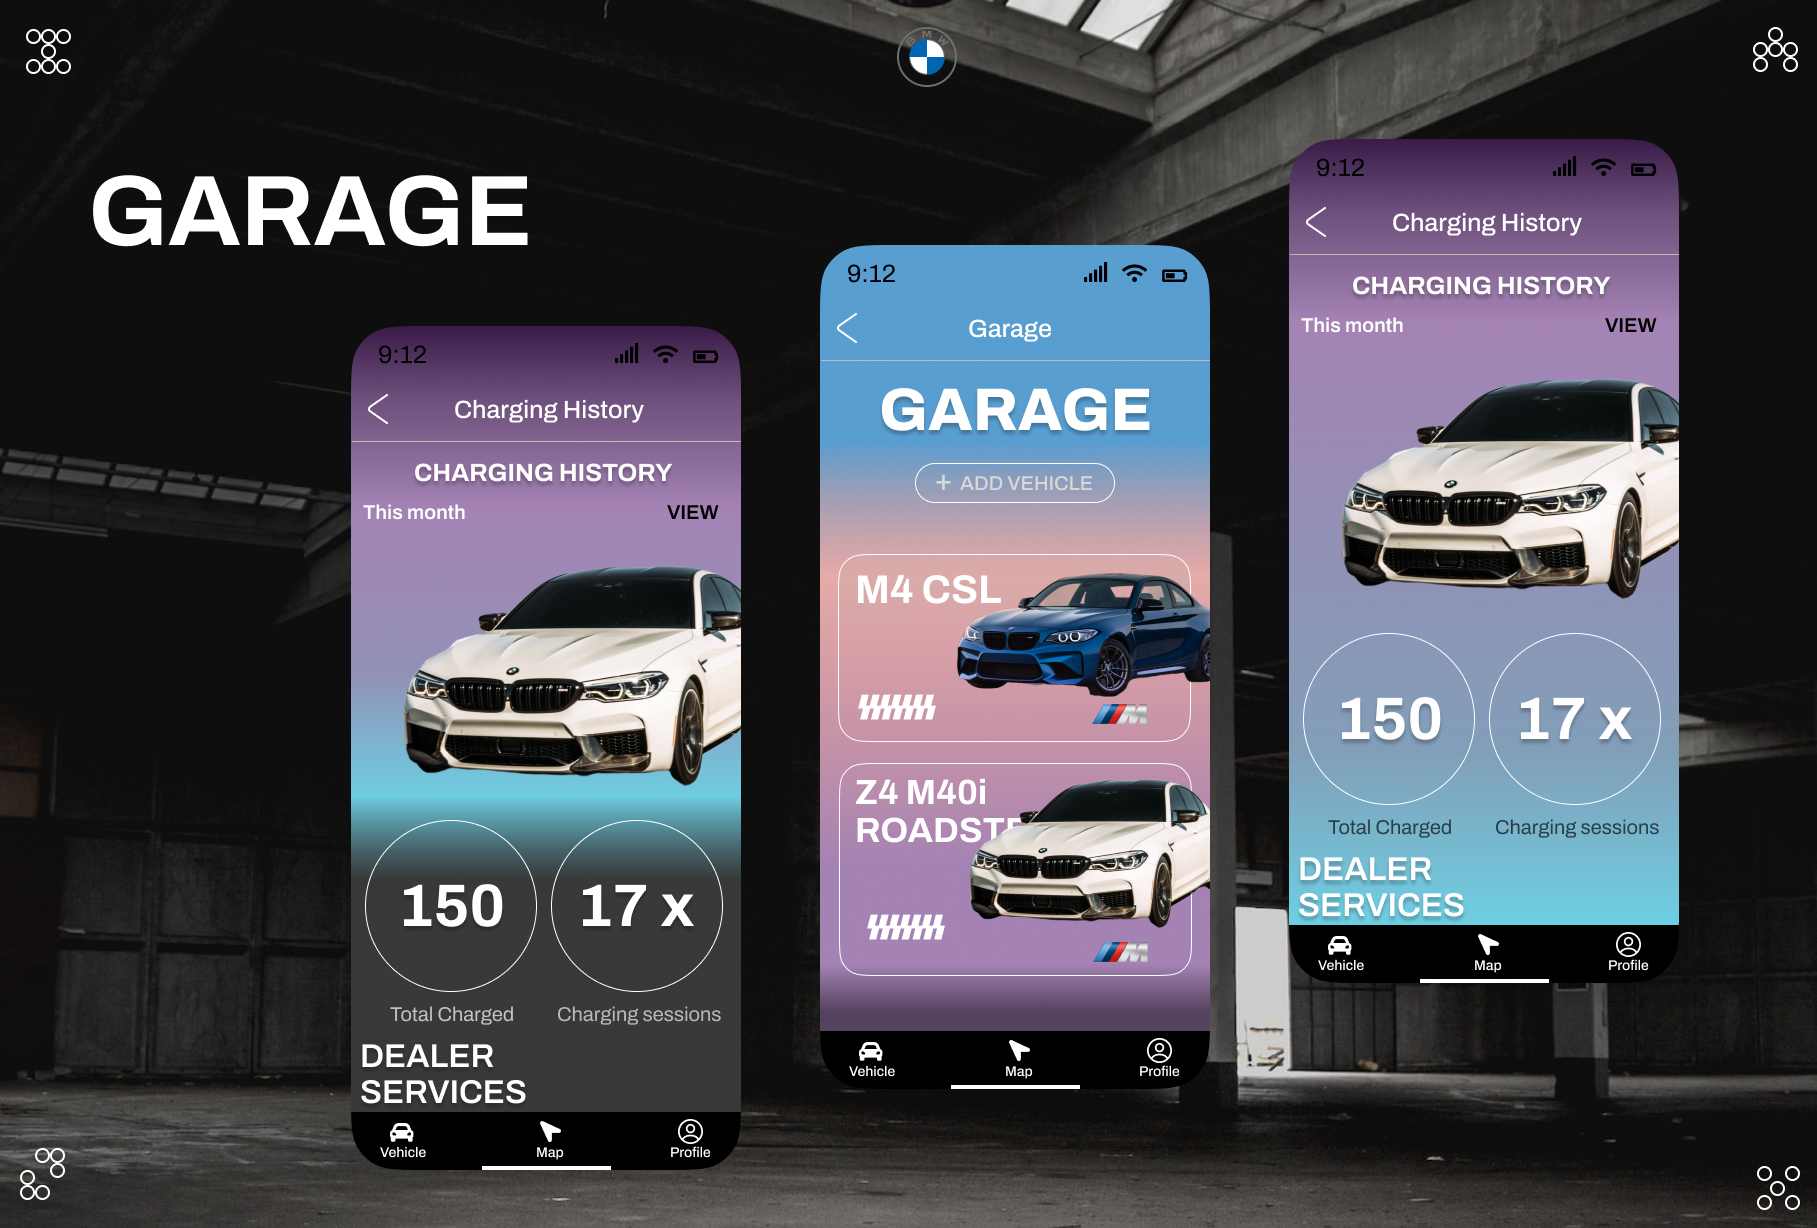 BMW
GARAGE
9:12
Charging History
CHARGING HISTORY
This month VIEW
150 17 x
Total Charged Charging sessions
DEALER
SERVICES
Vehicle Map Profile
9:12
Garage
GARAGE
+ ADD VEHICLE
M4 CSL
M
Z4 M40i
ROADSTE
M
Vehicle Map Profile
9:12
Charging History
CHARGING HISTORY
This month VIEW
150 17 x
Total Charged Charging sessions
DEALER
SERVICES
Vehicle Map Profile